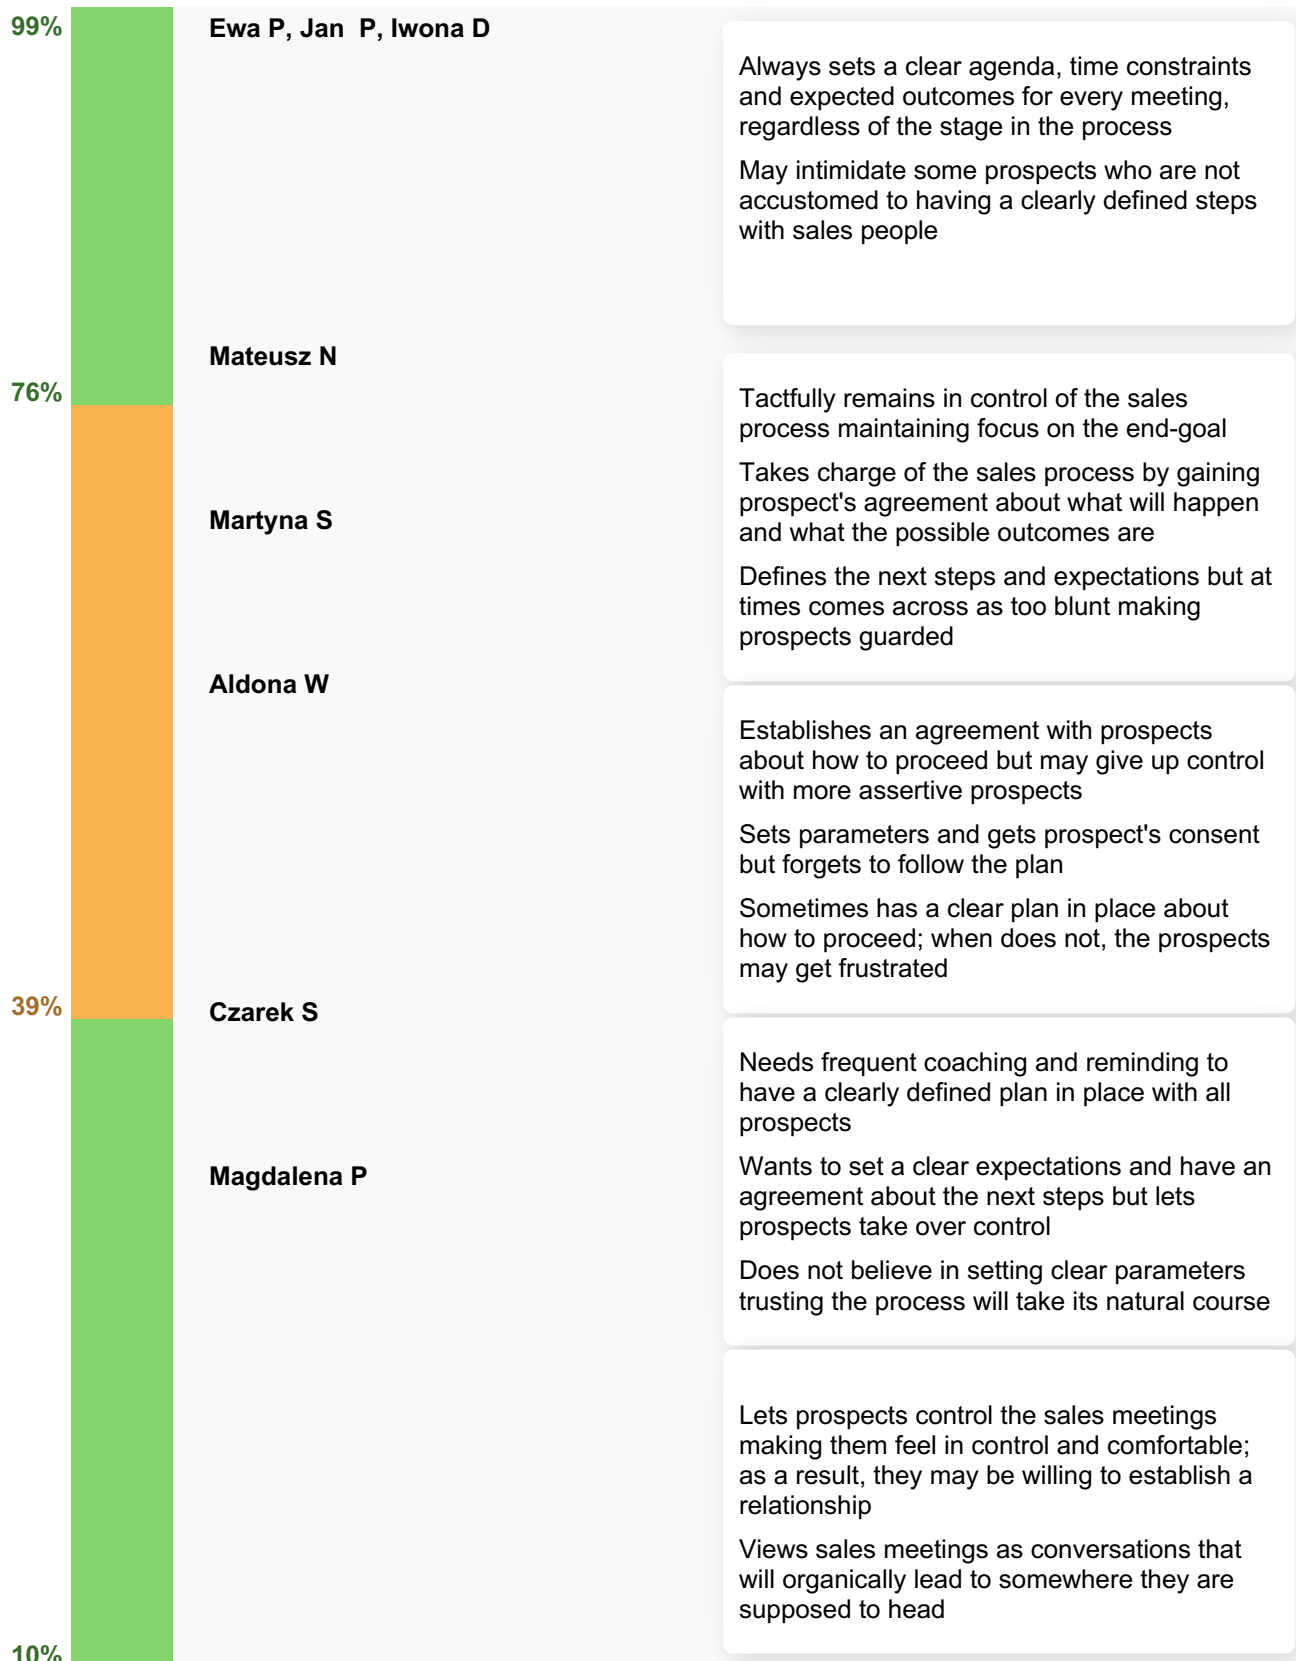 99%
Ewa P, Jan  P, Iwona D
Always sets a clear agenda, time constraints
and expected outcomes for every meeting,
regardless of the stage in the process
May intimidate some prospects who are not
accustomed to having a clearly defined steps
with sales people
Mateusz N
76%
Tactfully remains in control of the sales
process maintaining focus on the end-goal
Takes charge of the sales process by gaining
prospect's agreement about what will happen
and what the possible outcomes are
Martyna S
Defines the next steps and expectations but at
times comes across as too blunt making
prospects guarded
Aldona W
Establishes an agreement with prospects
about how to proceed but may give up control
with more assertive prospects
Sets parameters and gets prospect's consent
but forgets to follow the plan
Sometimes has a clear plan in place about
how to proceed; when does not, the prospects
may get frustrated
39%
Czarek S
Needs frequent coaching and reminding to
have a clearly defined plan in place with all
prospects
Magdalena P
Wants to set a clear expectations and have an
agreement about the next steps but lets
prospects take over control
Does not believe in setting clear parameters
trusting the process will take its natural course
Lets prospects control the sales meetings
making them feel in control and comfortable;
as a result, they may be willing to establish a
relationship
Views sales meetings as conversations that
will organically lead to somewhere they are
supposed to head
10%